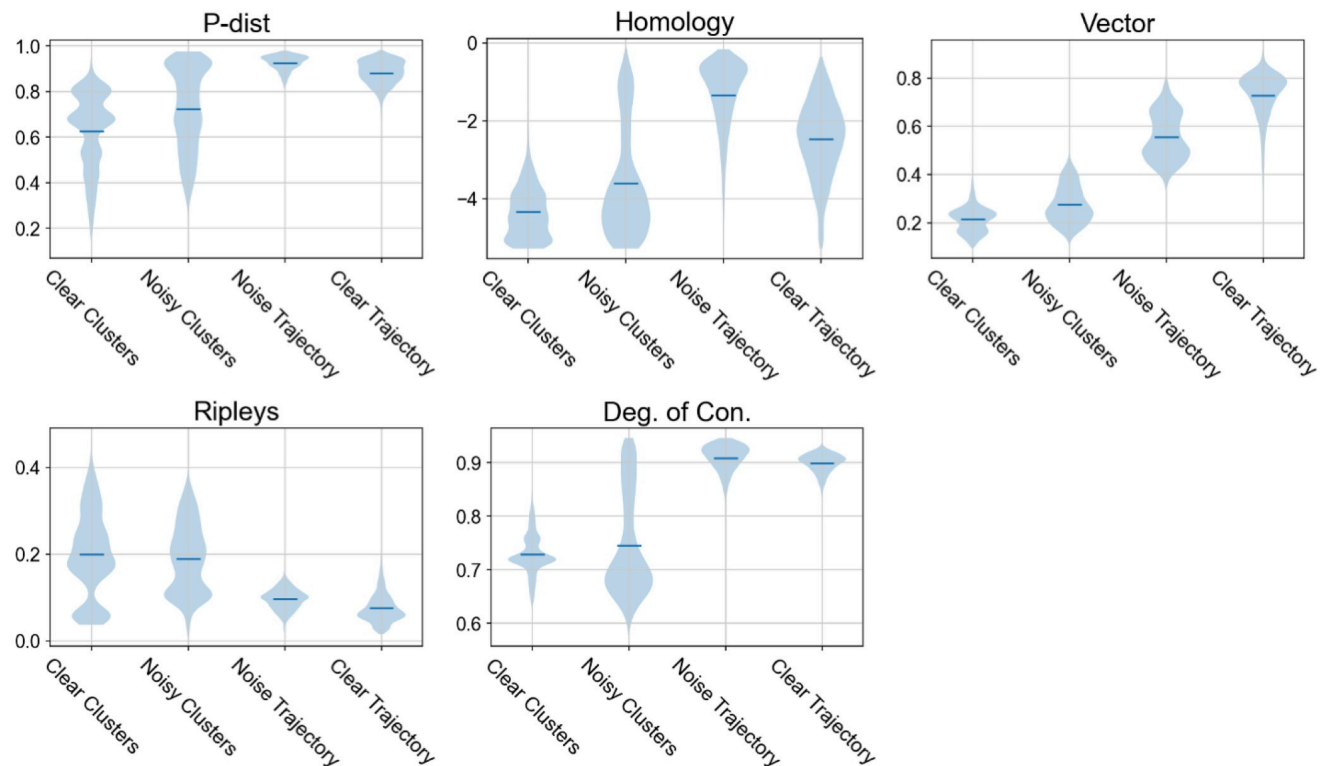 P-dist
1.0
0.8
0.6
0.4
0.2
Clear Clusters
Noisy Clusters
Noise Trajectory
Clear Trajectory
Homology
0
−2
−4
Clear Clusters
Noisy Clusters
Noise Trajectory
Clear Trajectory
Vector
0.8
0.6
0.4
0.2
Clear Clusters
Noisy Clusters
Noise Trajectory
Clear Trajectory
Ripleys
0.4
0.2
0.0
Clear Clusters
Noisy Clusters
Noise Trajectory
Clear Trajectory
Deg. of Con.
0.9
0.8
0.7
0.6
Clear Clusters
Noisy Clusters
Noise Trajectory
Clear Trajectory